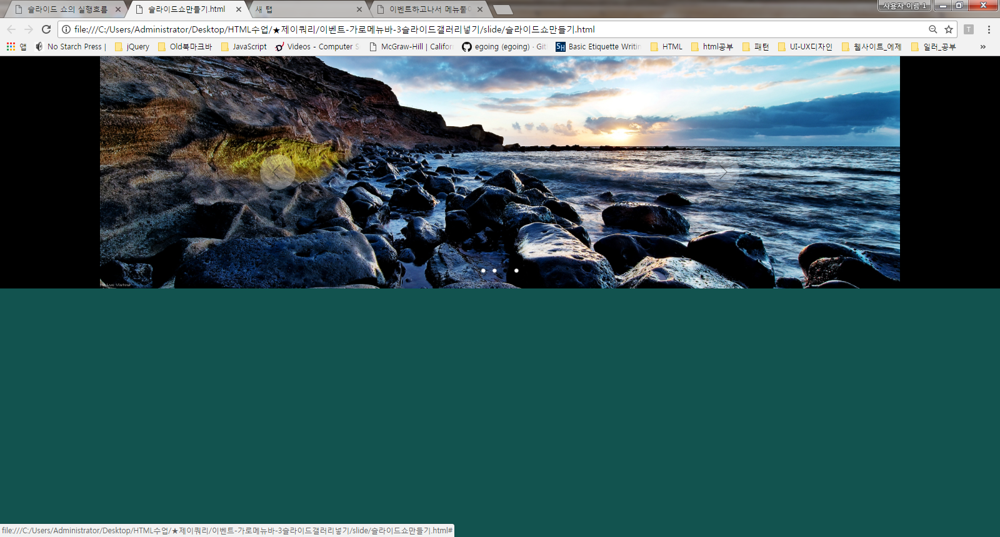 슬라이드 쇼의 실행흐름
슬라이드쇼만들기.html
새 탭
이벤트하고나서 메뉴풀
사용자 이름 1
file:///C:/Users/Administrator/Desktop/HTML수업/★제이쿼리/이벤트-가로메뉴바-3슬라이드갤러리넣기/slide/슬라이드쇼만들기.html
T
앱
No Starch Press |
jQuery
Old북마크바
JavaScript
Videos - Computer S
McGraw-Hill | Califor
egoing (egoing) · Git
SH
Basic Etiquette Writin
HTML
html공부
패턴
UI-UX디자인
웹사이트_에제
일러_공부
»
Luc Viatour
file:///C:/Users/Administrator/Desktop/HTML수업/★제이쿼리/이벤트-가로메뉴바-3슬라이드갤러리넣기/slide/슬라이드쇼만들기.html#